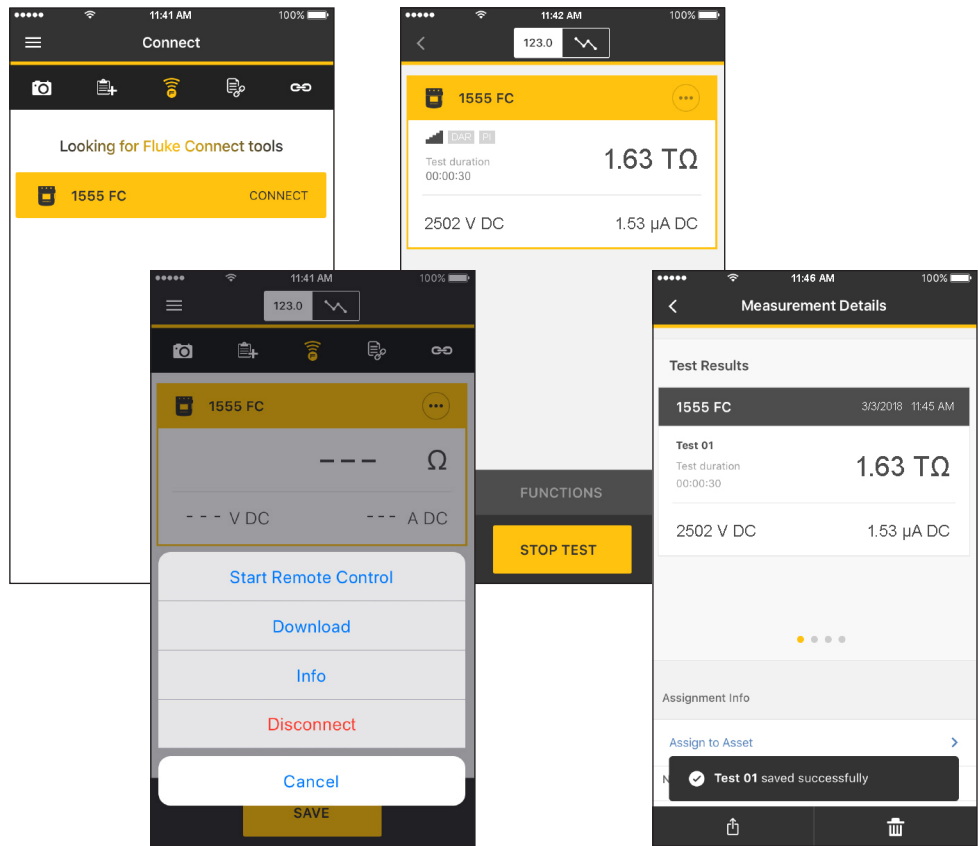 11:41 AM
100%
Connect
Looking for Fluke Connect tools
1555 FC
CONNECT
11:42 AM
100%
123.0
1555 FC
DAR PI
Test duration
00:00:30
1.63 TΩ
2502 V DC
1.53 µA DC
FUNCTIONS
STOP TEST
11:41 AM
100%
123.0
1555 FC
--- Ω
--- V DC
--- A DC
Start Remote Control
Download
Info
Disconnect
Cancel
SAVE
11:46 AM
100%
Measurement Details
Test Results
1555 FC
3/3/2018 11:45 AM
Test 01
Test duration
00:00:30
1.63 TΩ
2502 V DC
1.53 µA DC
Assignment Info
Assign to Asset
N
Test 01 saved successfully